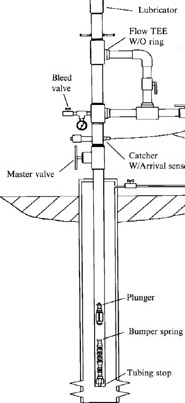 Lubricator
Flow TEE
W/O ring
Bleed
valve
Catcher
W/Arrival sens
Master valve
Plunger
Bumper spring
Tubing stop